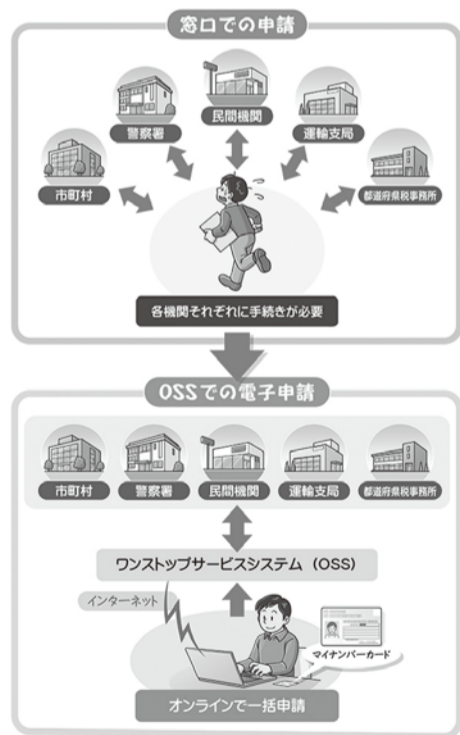 窓口での申請
民間機関
警察署
運輸支局
市町村
都道府県税事務所
各機関それぞれに手続きが必要
OSSでの電子申請
市町村
警察署
民間機関
運輸支局
都道府県税事務所
ワンストップサービスシステム（OSS）
インターネット
マイナンバーカード
オンラインで一括申請